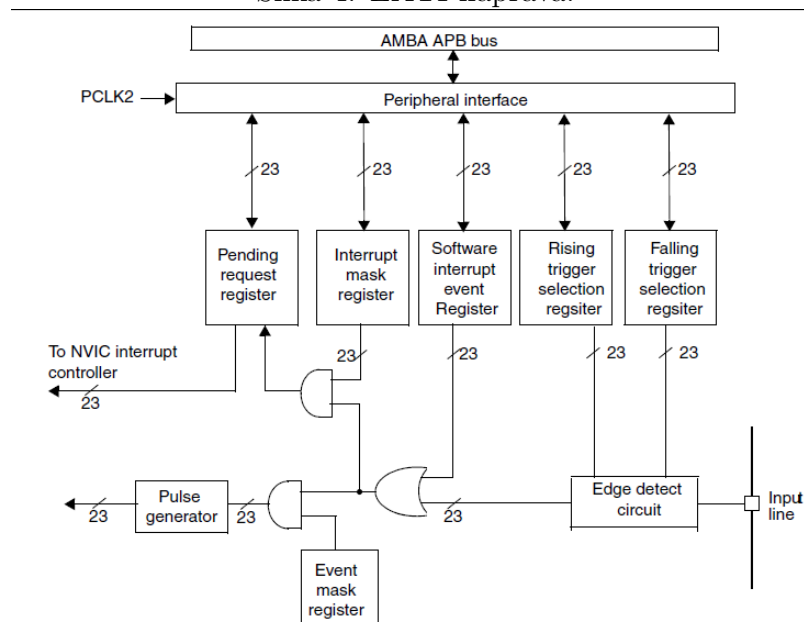 AMBA APB bus
PCLK2
Peripheral interface
23
23
23
23
23
Pending
request
register
Interrupt
mask
register
Software
interrupt
event
Register
Rising
trigger
selection
regsiter
Falling
trigger
selection
regsiter
To NVIC interrupt
controller
23
23
23
23
23
Pulse
generator
23
23
23
Edge detect
circuit
Input
line
Event
mask
register